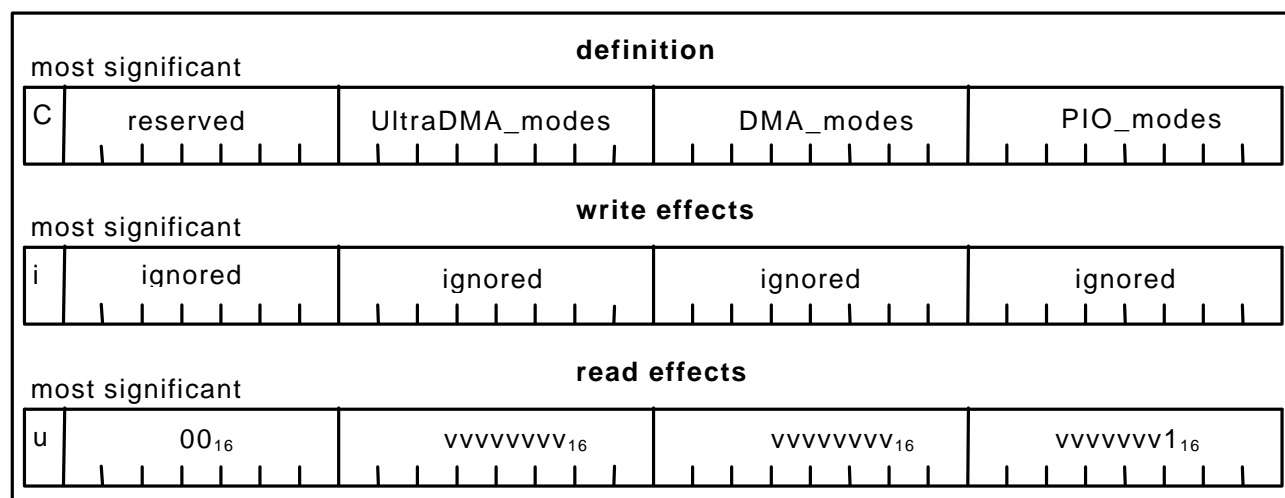 definition
most significant
C reserved UltraDMA_modes DMA_modes PIO_modes
write effects
most significant
i ignored ignored ignored ignored
read effects
most significant
u 00₁₆ vvvvvvvv₁₆ vvvvvvvv₁₆ vvvvvvv1₁₆